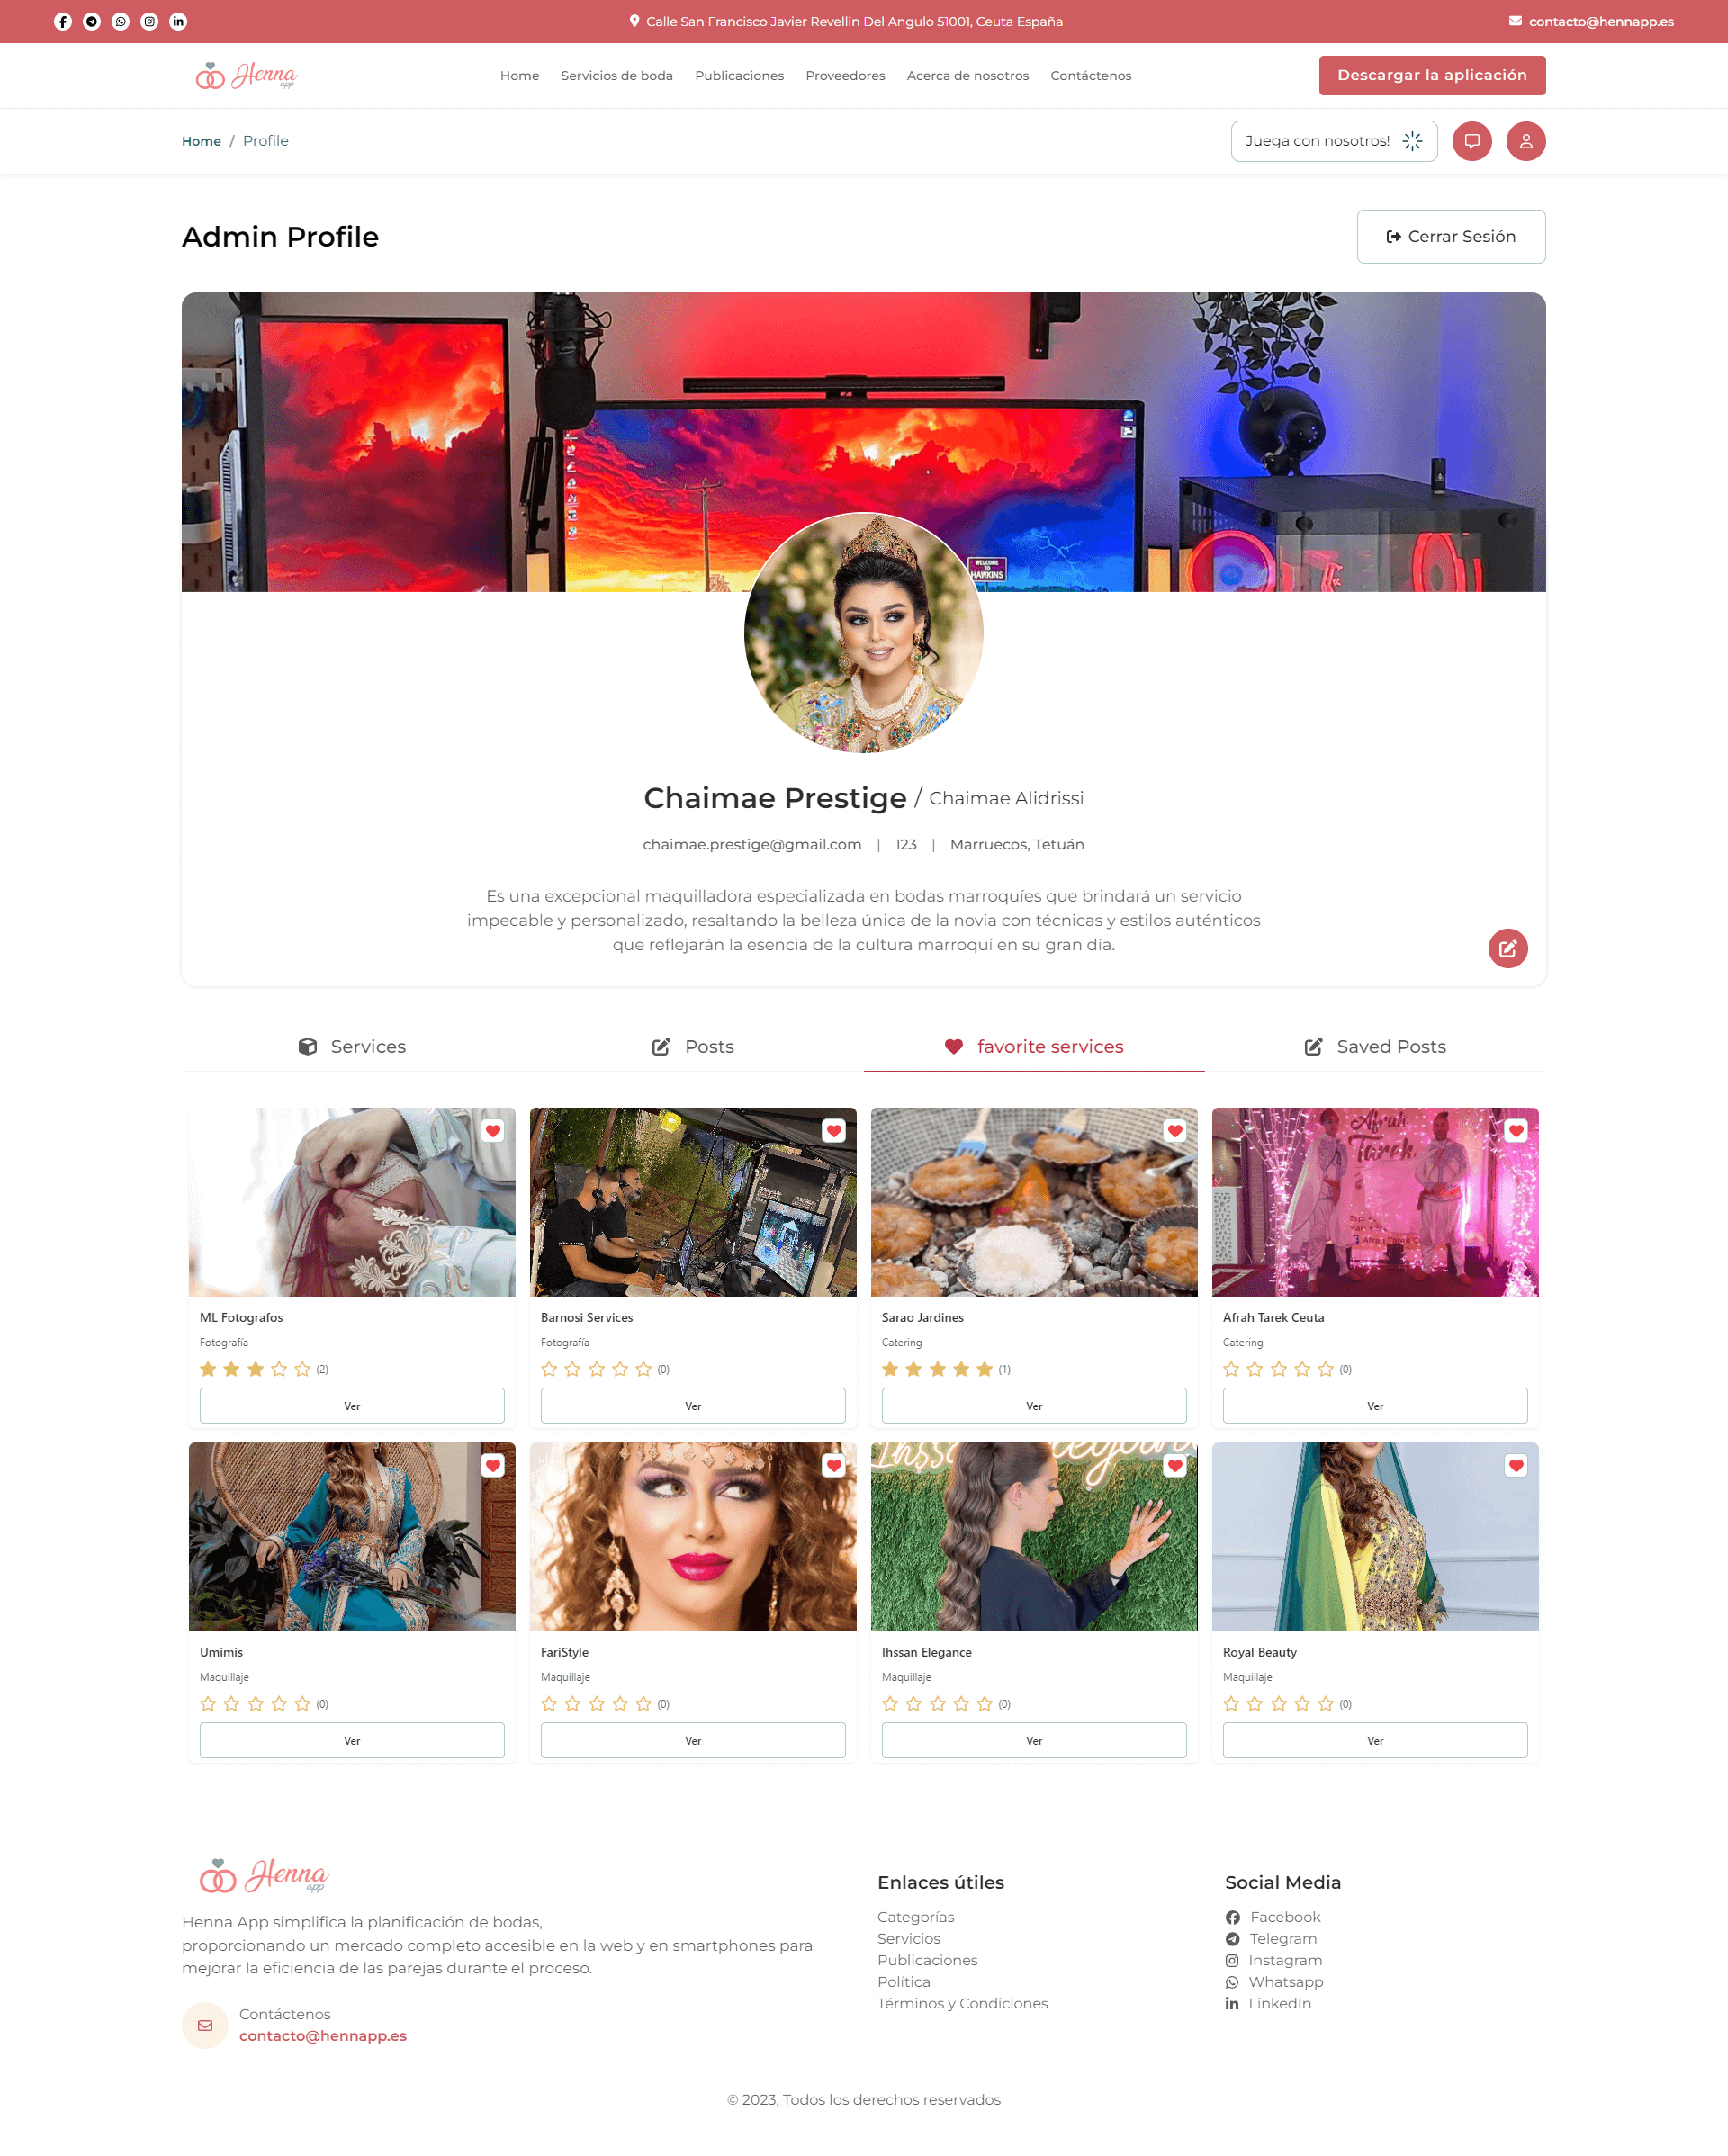 Calle San Francisco Javier Revellin Del Angulo 51001, Ceuta España
contacto@hennapp.es
Henna
app
Home
Servicios de boda
Publicaciones
Proveedores
Acerca de nosotros
Contáctenos
Descargar la aplicación
Home / Profile
Juega con nosotros!
Admin Profile
Cerrar Sesión
WELCOME TO
HAWKINS
Chaimae Prestige / Chaimae Alidrissi
chaimae.prestige@gmail.com | 123 | Marruecos, Tetuán
Es una excepcional maquilladora especializada en bodas marroquíes que brindará un servicio
impecable y personalizado, resaltando la belleza única de la novia con técnicas y estilos auténticos
que reflejarán la esencia de la cultura marroquí en su gran día.
Services
Posts
favorite services
Saved Posts
Afrah
Tarek
Afrah Tarek C
ML Fotografos
Fotografía
(2)
Ver
Barnosi Services
Fotografía
(0)
Ver
Sarao Jardines
Catering
(1)
Ver
Afrah Tarek Ceuta
Catering
(0)
Ver
Ihssan Elegance
Umimis
Maquillaje
(0)
Ver
FariStyle
Maquillaje
(0)
Ver
Ihssan Elegance
Maquillaje
(0)
Ver
Royal Beauty
Maquillaje
(0)
Ver
Henna
app
Henna App simplifica la planificación de bodas,
proporcionando un mercado completo accesible en la web y en smartphones para
mejorar la eficiencia de las parejas durante el proceso.
Contáctenos
contacto@hennapp.es
Enlaces útiles
Categorías
Servicios
Publicaciones
Política
Términos y Condiciones
Social Media
Facebook
Telegram
Instagram
Whatsapp
LinkedIn
© 2023, Todos los derechos reservados